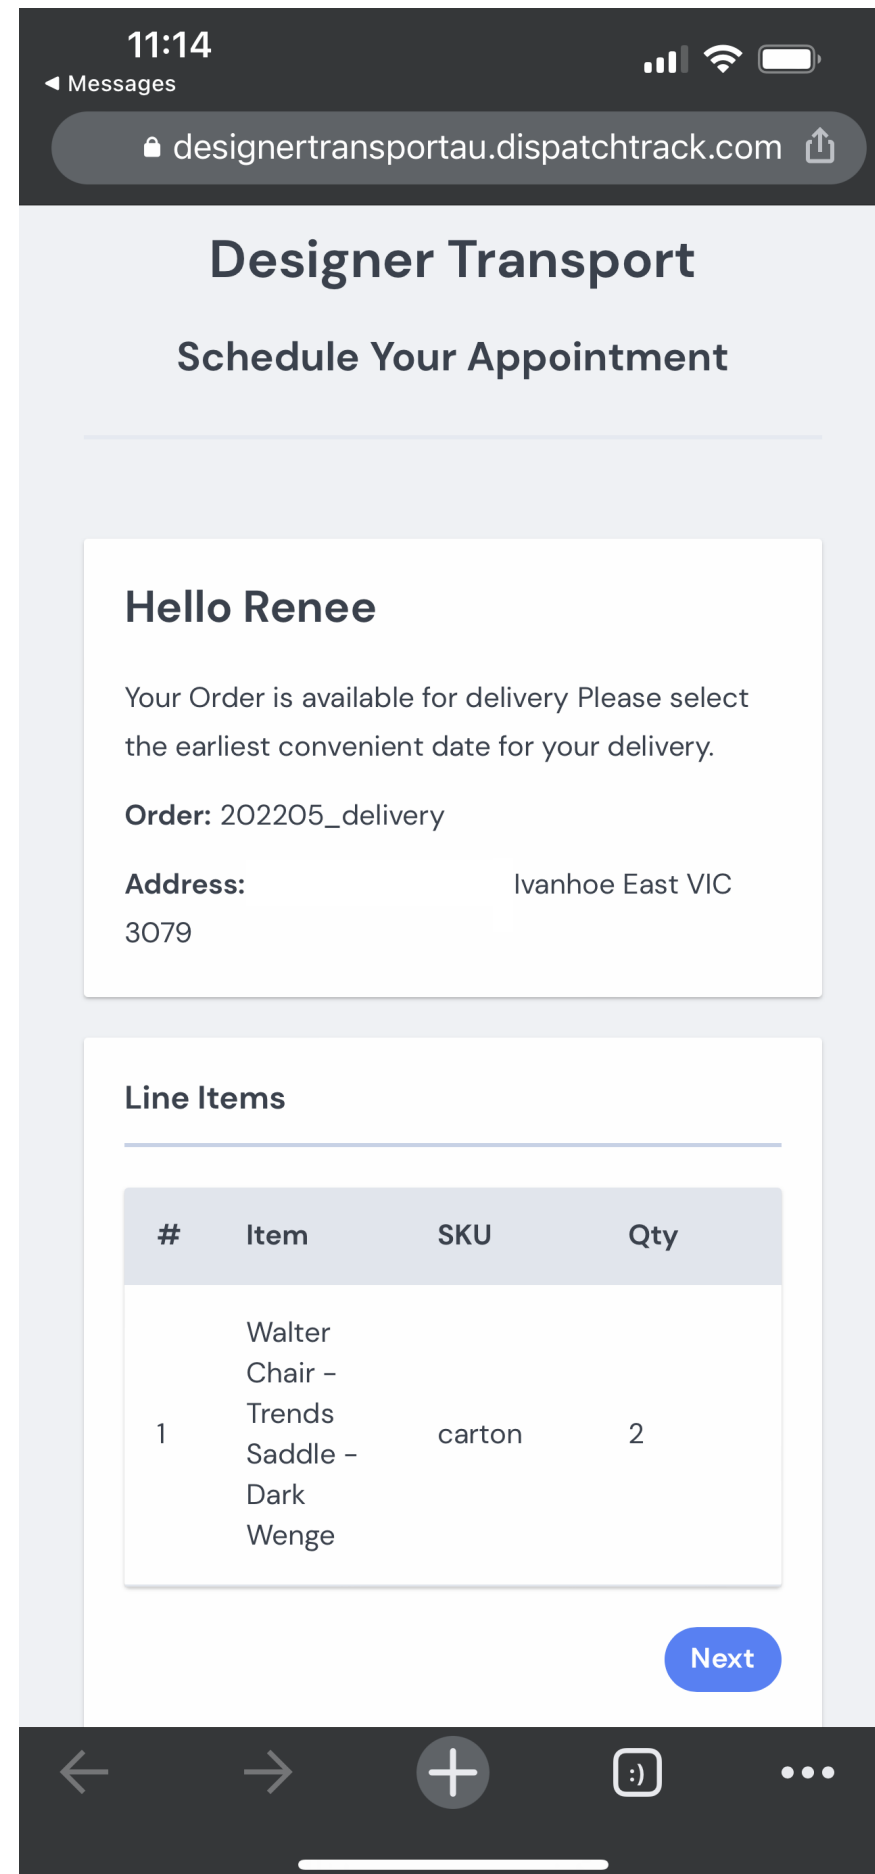 11:14
◀ Messages
designertransportau.dispatchtrack.com
Designer Transport
Schedule Your Appointment
Hello Renee
Your Order is available for delivery Please select
the earliest convenient date for your delivery.
Order: 202205_delivery
Address: Ivanhoe East VIC
3079
Line Items
# Item SKU Qty
Walter
Chair -
Trends
1 Saddle - carton 2
Dark
Wenge
Next
:)